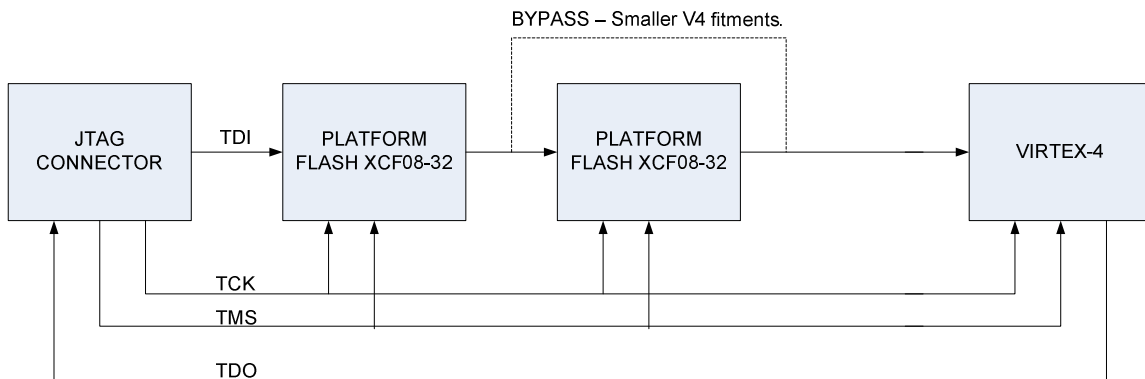 BYPASS – Smaller V4 fitments.
JTAG
CONNECTOR
TDI
PLATFORM
FLASH XCF08-32
PLATFORM
FLASH XCF08-32
VIRTEX-4
TCK
TMS
TDO